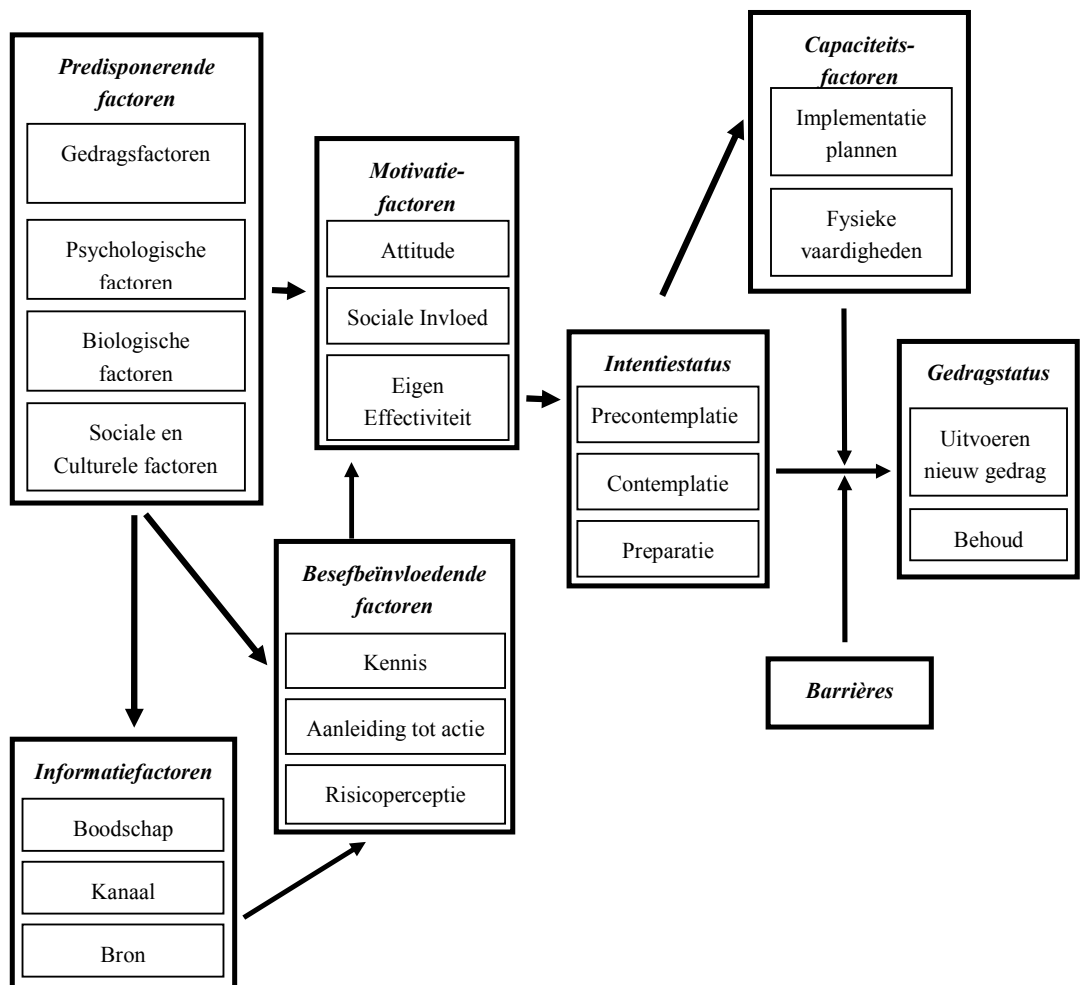 Predisponerende
factoren
Gedragsfactoren
Psychologische
factoren
Biologische
factoren
Sociale en
Culturele factoren
Motivatie-
factoren
Attitude
Sociale Invloed
Eigen
Effectiviteit
Capaciteits-
factoren
Implementatie
plannen
Fysieke
vaardigheden
Intentiestatus
Precontemplatie
Contemplatie
Preparatie
Gedragstatus
Uitvoeren
nieuw gedrag
Behoud
Besefbeïnvloedende
factoren
Kennis
Aanleiding tot actie
Risicoperceptie
Barrières
Informatiefactoren
Boodschap
Kanaal
Bron